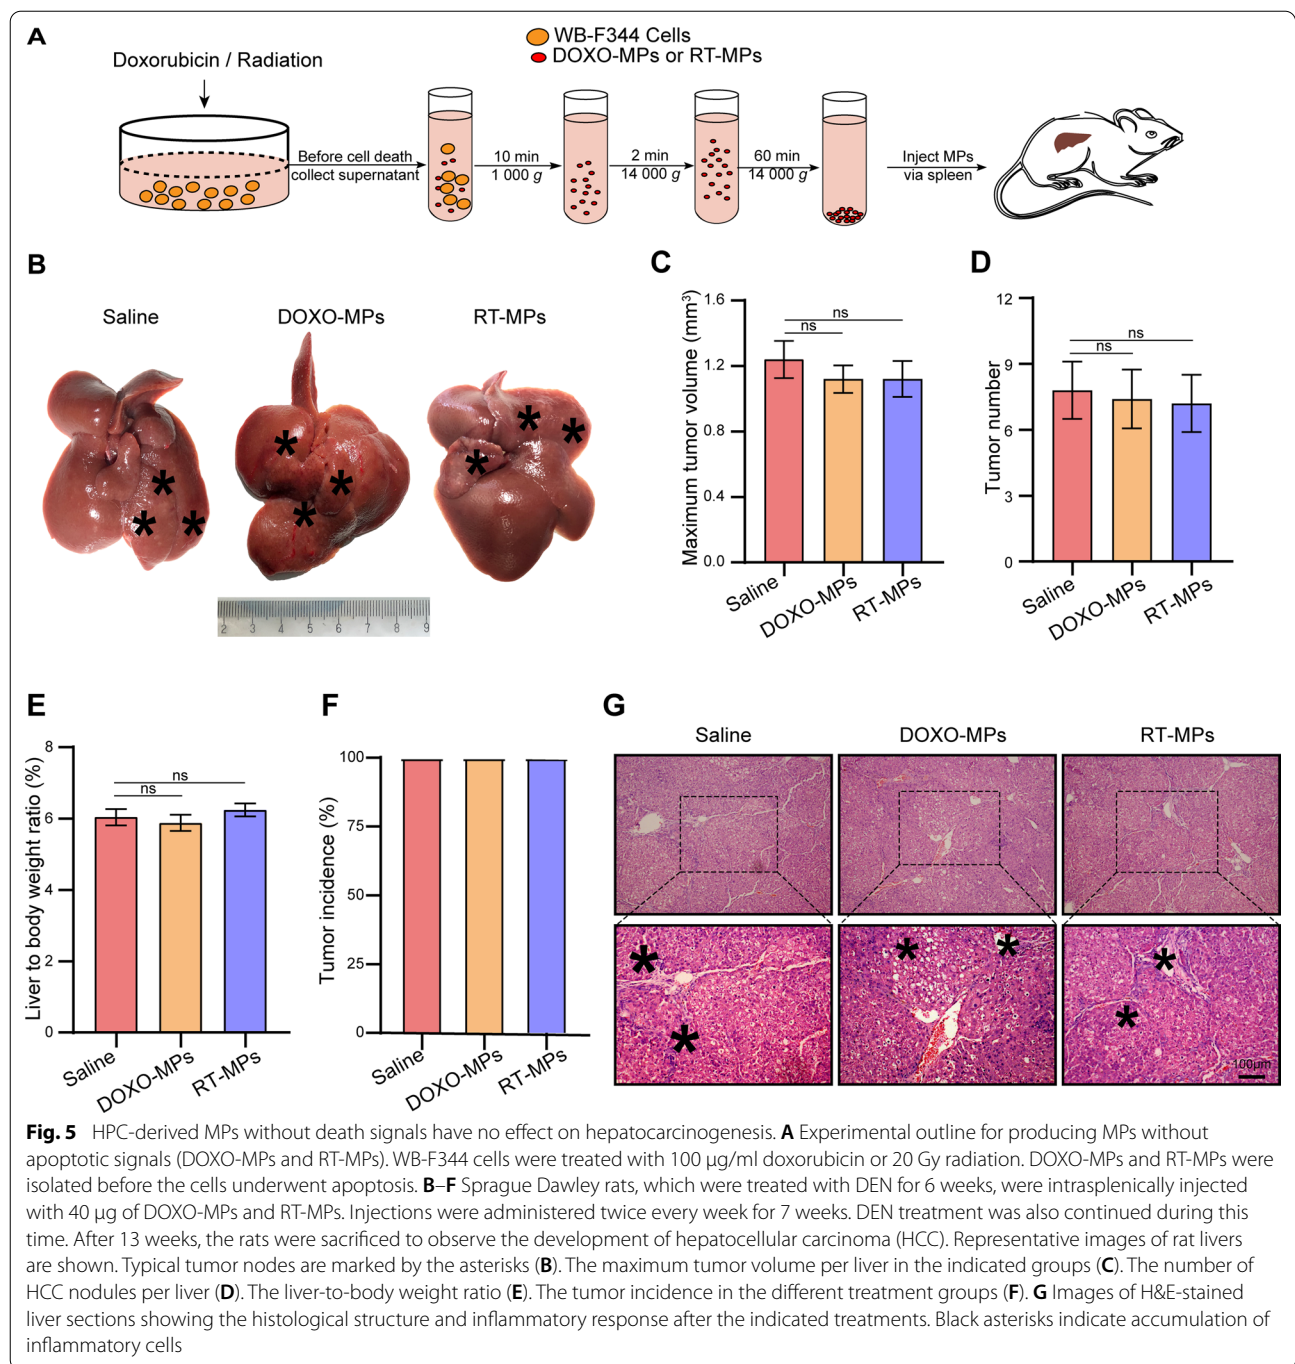 A
WB-F344 Cells
DOXO-MPs or RT-MPs
Doxorubicin / Radiation
Before cell death
collect supernatant
10 min
1 000 g
2 min
14 000 g
60 min
14 000 g
Inject MPs
via spleen
B
Saline
DOXO-MPs
RT-MPs
2 3 4 5 6 7 8 9
C
Maximum tumor volume (mm³)
1.6
1.2
0.8
0.4
0.0
ns
ns
Saline
DOXO-MPs
RT-MPs
D
Tumor number
12
9
6
3
0
ns
ns
Saline
DOXO-MPs
RT-MPs
E
Liver to body weight ratio (%)
8
6
4
2
0
ns
ns
Saline
DOXO-MPs
RT-MPs
F
Tumor incidence (%)
100
75
50
25
0
Saline
DOXO-MPs
RT-MPs
G
Saline
DOXO-MPs
RT-MPs
100μm
Fig. 5 HPC-derived MPs without death signals have no effect on hepatocarcinogenesis. A Experimental outline for producing MPs without
apoptotic signals (DOXO-MPs and RT-MPs). WB-F344 cells were treated with 100 μg/ml doxorubicin or 20 Gy radiation. DOXO-MPs and RT-MPs were
isolated before the cells underwent apoptosis. B–F Sprague Dawley rats, which were treated with DEN for 6 weeks, were intrasplenically injected
with 40 μg of DOXO-MPs and RT-MPs. Injections were administered twice every week for 7 weeks. DEN treatment was also continued during this
time. After 13 weeks, the rats were sacrificed to observe the development of hepatocellular carcinoma (HCC). Representative images of rat livers
are shown. Typical tumor nodes are marked by the asterisks (B). The maximum tumor volume per liver in the indicated groups (C). The number of
HCC nodules per liver (D). The liver-to-body weight ratio (E). The tumor incidence in the different treatment groups (F). G Images of H&E-stained
liver sections showing the histological structure and inflammatory response after the indicated treatments. Black asterisks indicate accumulation of
inflammatory cells